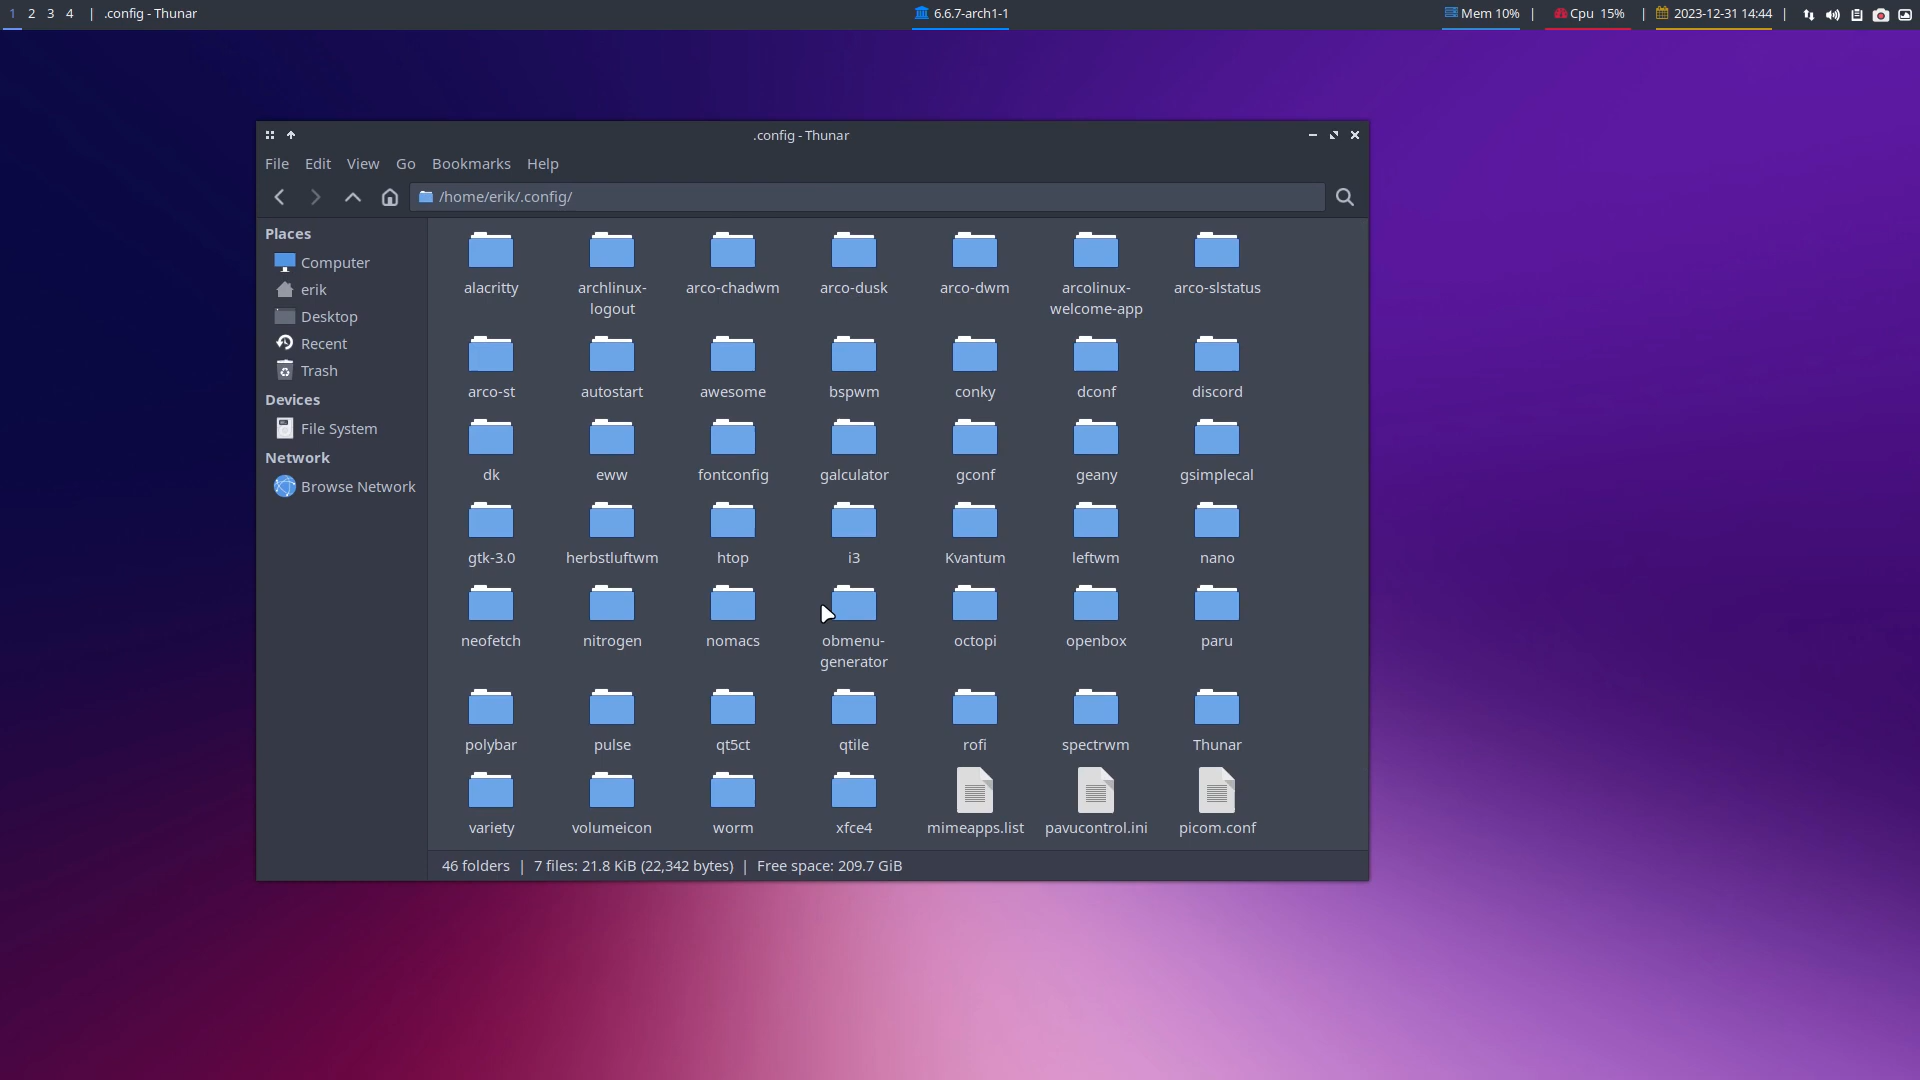 1 2 3 4 | .config - Thunar 6.6.7-arch1-1 Mem 10% | Cpu 15% | 2023-12-31 14:44 |
.config - Thunar
File Edit View Go Bookmarks Help
/home/erik/.config/
Places
Computer
erik
Desktop
Recent
Trash
Devices
File System
Network
Browse Network
alacritty
archlinux-
logout
arco-chadwm
arco-dusk
arco-dwm
arcolinux-
welcome-app
arco-slstatus
arco-st
autostart
awesome
bspwm
conky
dconf
discord
dk
eww
fontconfig
galculator
gconf
geany
gsimplecal
gtk-3.0
herbstluftwm
htop
i3
Kvantum
leftwm
nano
neofetch
nitrogen
nomacs
obmenu-
generator
octopi
openbox
paru
polybar
pulse
qt5ct
qtile
rofi
spectrwm
Thunar
variety
volumeicon
worm
xfce4
mimeapps.list
pavucontrol.ini
picom.conf
46 folders | 7 files: 21.8 KiB (22,342 bytes) | Free space: 209.7 GiB